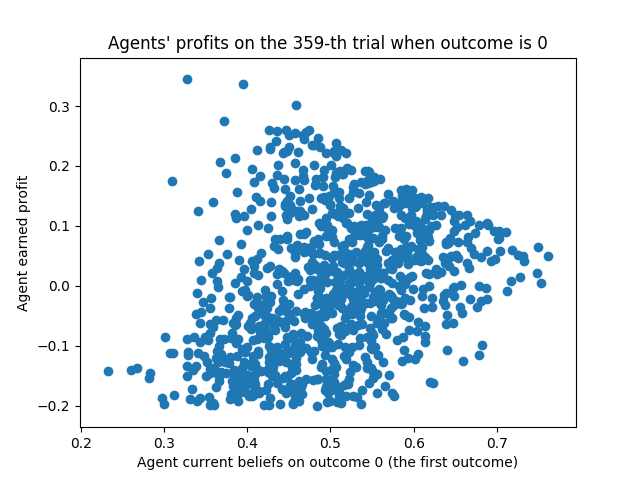 Agents' profits on the 359-th trial when outcome is 0
Agent earned profit
0.3
0.2
0.1
0.0
−0.1
−0.2
0.2 0.3 0.4 0.5 0.6 0.7
Agent current beliefs on outcome 0 (the first outcome)